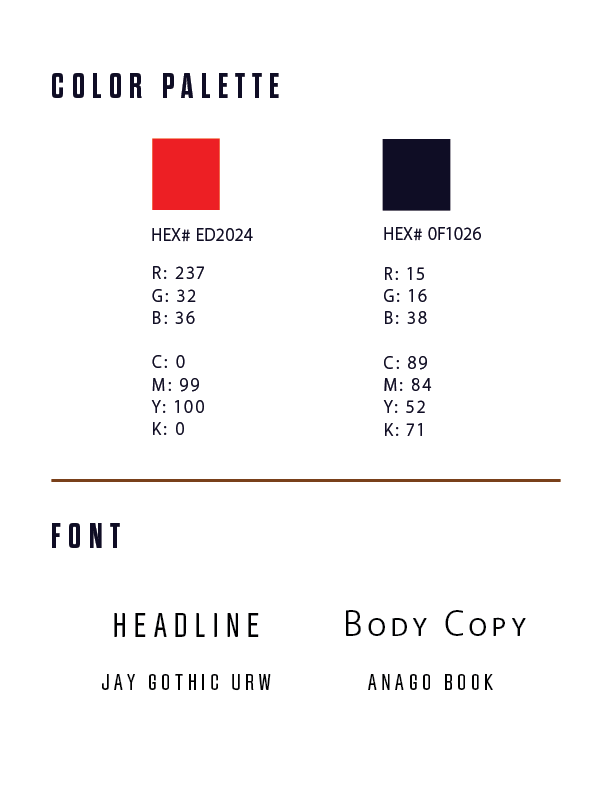 COLOR PALETTE
HEX# ED2024
R: 237
G: 32
B: 36
C: 0
M: 99
Y: 100
K: 0
HEX# 0F1026
R: 15
G: 16
B: 38
C: 89
M: 84
Y: 52
K: 71
FONT
HEADLINE
JAY GOTHIC URW
Body Copy
ANAGO BOOK